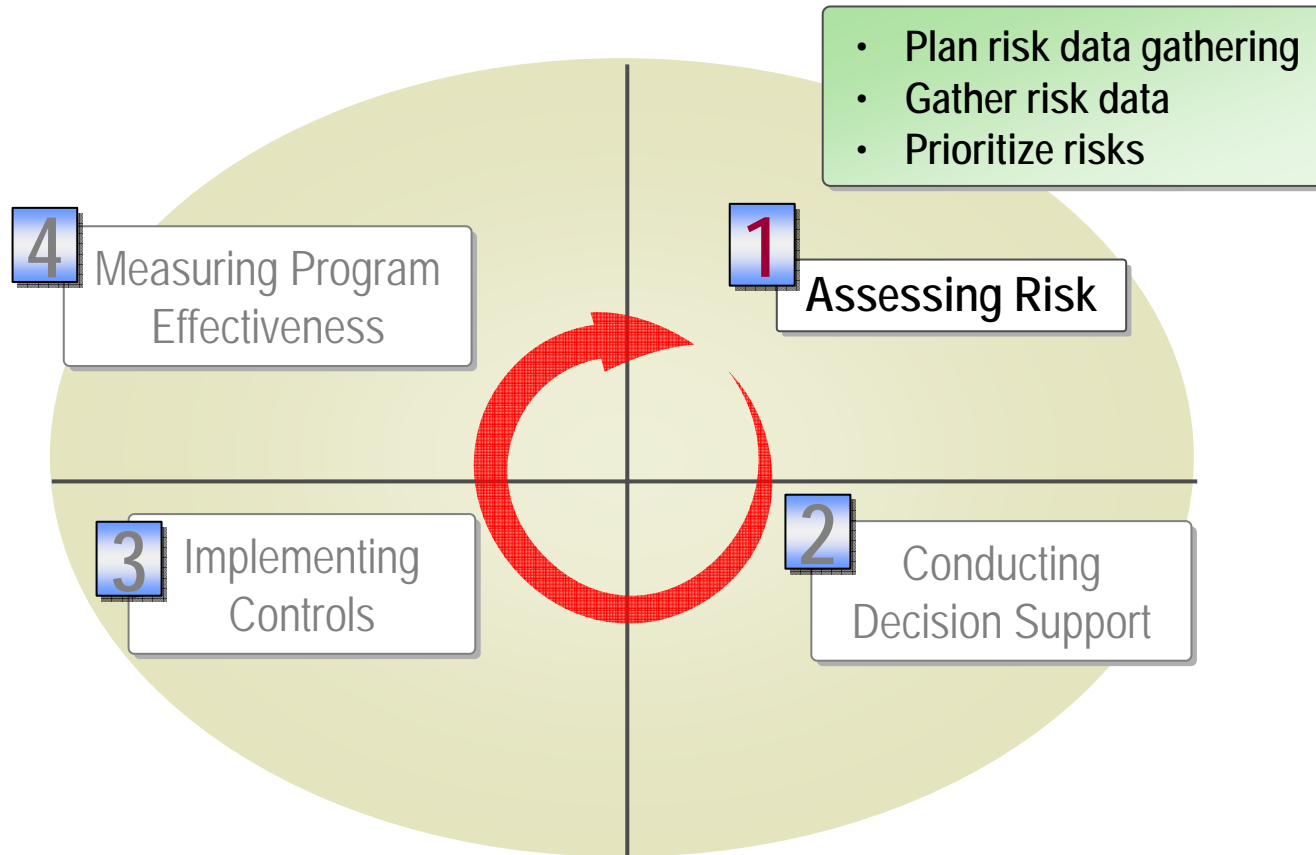 • Plan risk data gathering
• Gather risk data
• Prioritize risks
1
Assessing Risk
2
Conducting
Decision Support
3
Implementing
Controls
4
Measuring Program
Effectiveness